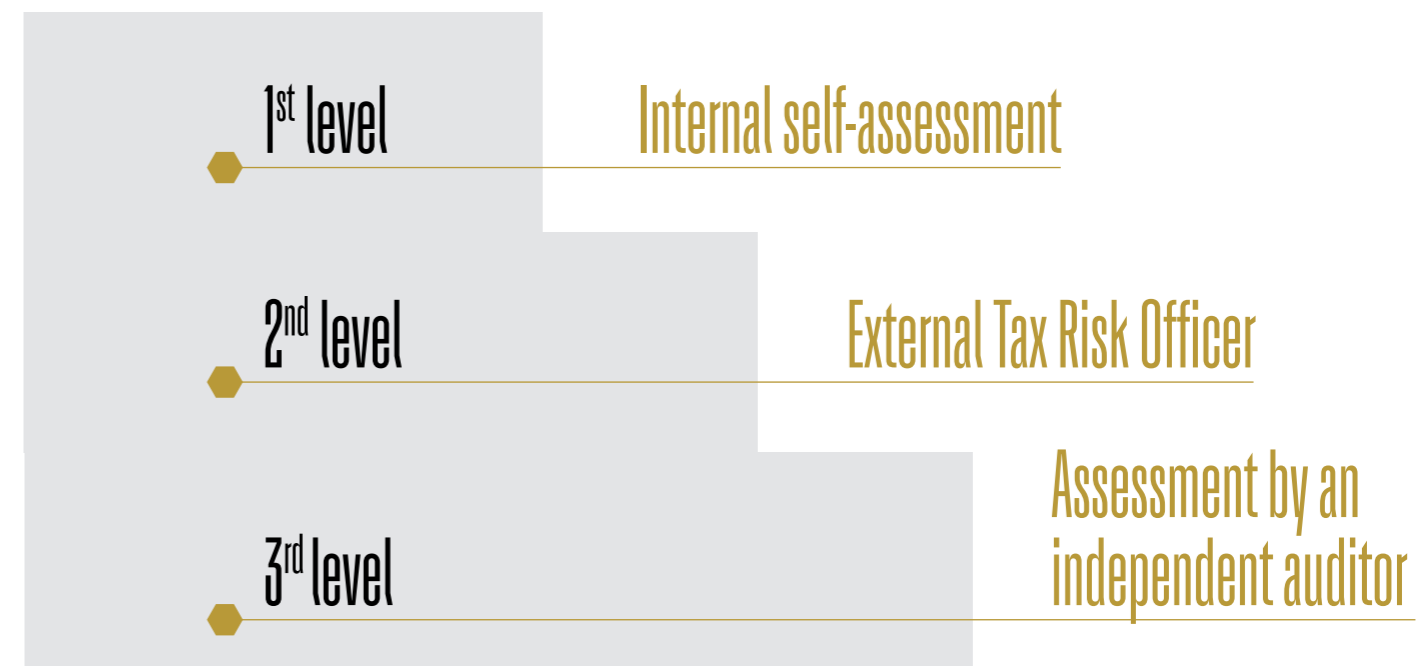 1st level
Internal self-assessment
2nd level
External Tax Risk Officer
3rd level
Assessment by an
independent auditor